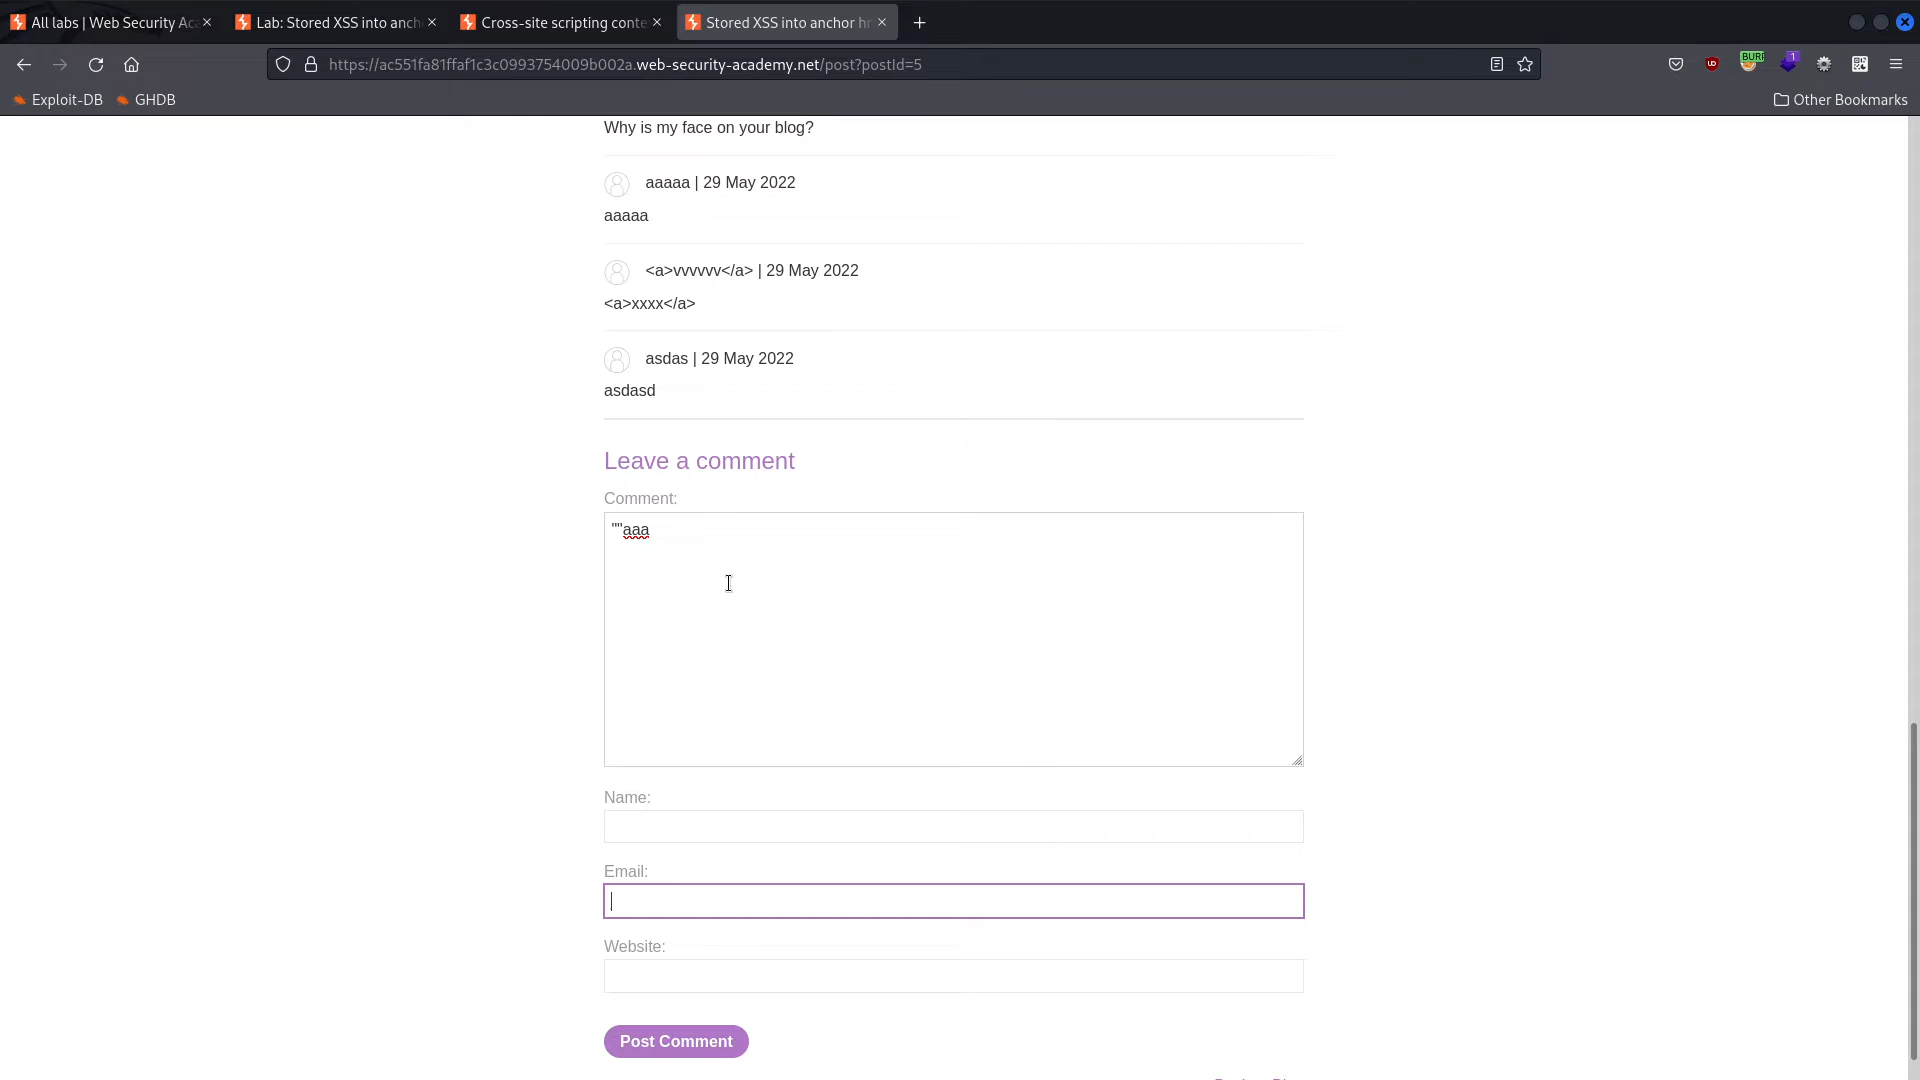 All labs | Web Security Ac
Lab: Stored XSS into ancho
Cross-site scripting conte
Stored XSS into anchor hr
https://ac551fa81ffaf1c3c0993754009b002a.web-security-academy.net/post?postId=5
BURP
1
Exploit-DB
GHDB
Other Bookmarks
Why is my face on your blog?
aaaaa | 29 May 2022
aaaaa
<a>vvvvvv</a> | 29 May 2022
<a>xxxx</a>
asdas | 29 May 2022
asdasd
Leave a comment
Comment:
""aaa
Name:
Email:
Website:
Post Comment